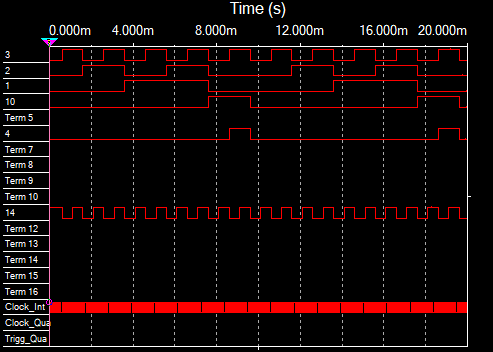 Time (s)
0.000m 4.000m 8.000m 12.000m 16.000m 20.000m
3
2
1
10
Term 5
4
Term 7
Term 8
Term 9
Term 10
14
Term 12
Term 13
Term 14
Term 15
Term 16
Clock_Int
Clock_Qua
Trigg_Qua